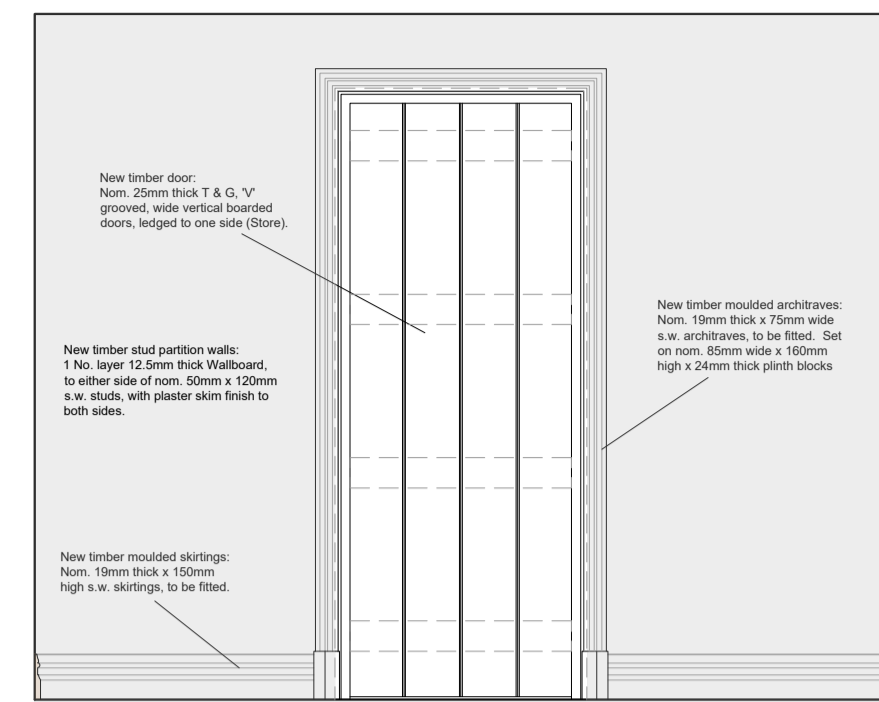 New timber door:
Nom. 25mm thick T & G, 'V'
grooved, wide vertical boarded
doors, ledged to one side (Store).
New timber moulded architraves:
Nom. 19mm thick x 75mm wide
s.w. architraves, to be fitted.  Set
on nom. 85mm wide x 160mm
high x 24mm thick plinth blocks
New timber stud partition walls:
1 No. layer 12.5mm thick Wallboard,
to either side of nom. 50mm x 120mm
s.w. studs, with plaster skim finish to
both sides.
New timber moulded skirtings:
Nom. 19mm thick x 150mm
high s.w. skirtings, to be fitted.